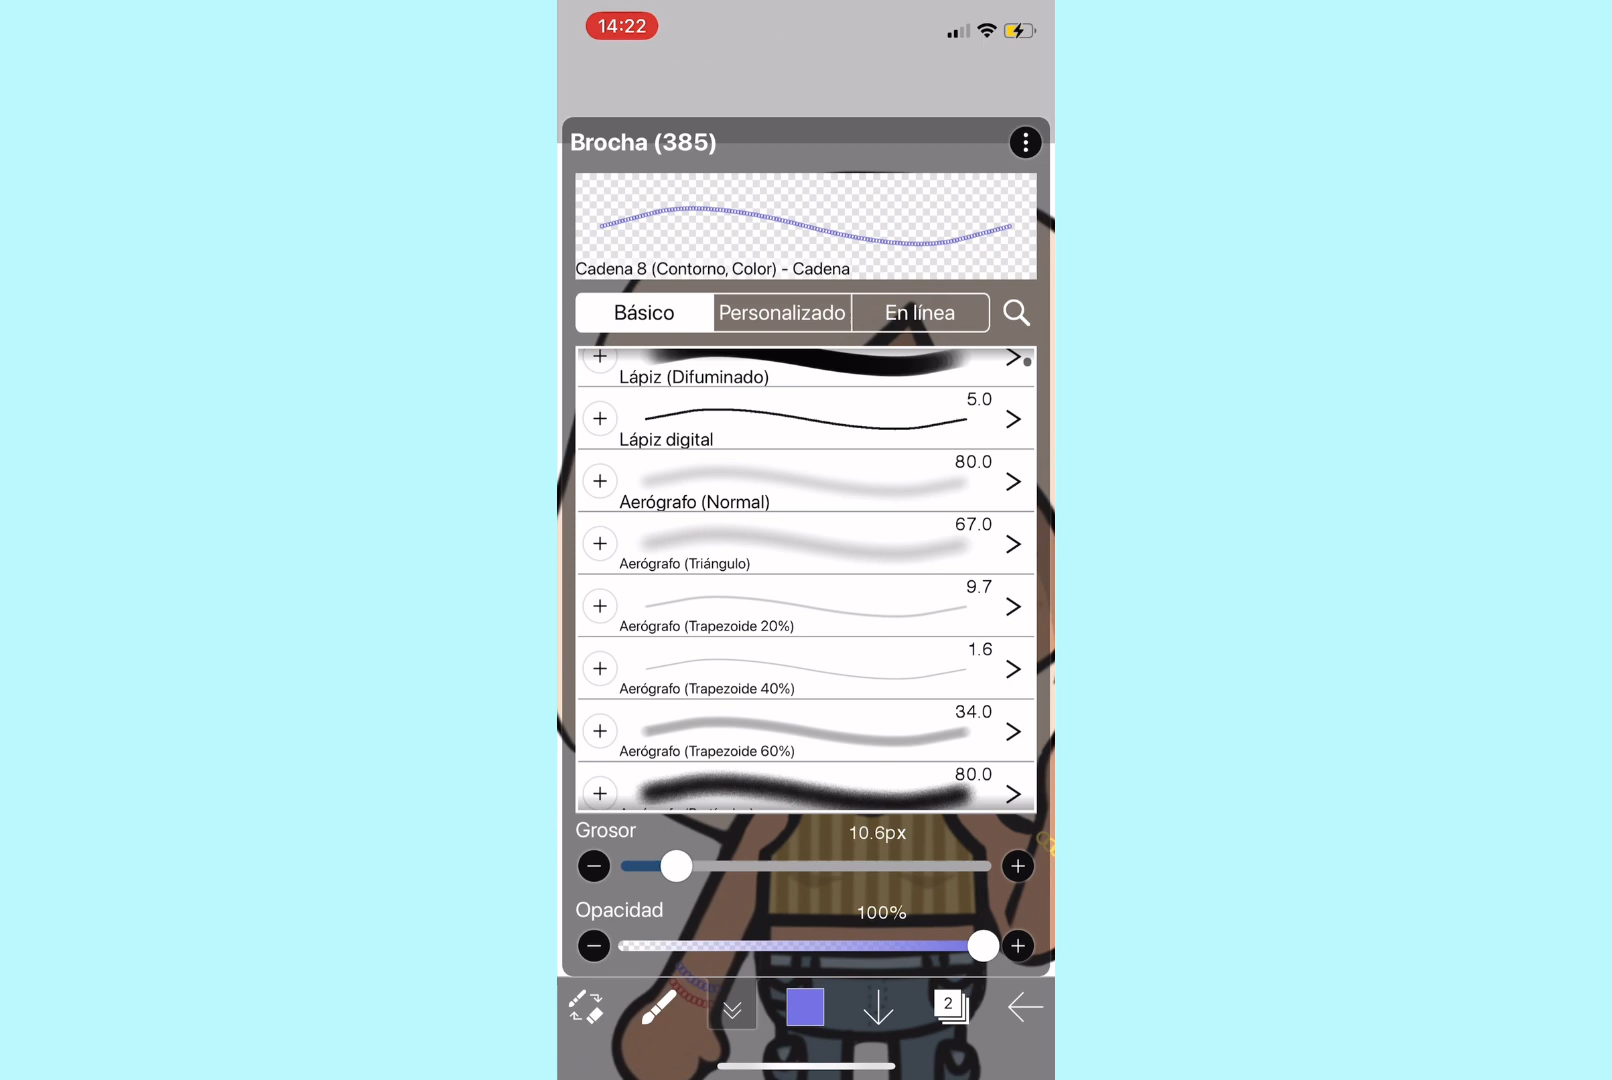 14:22
Brocha (385)
Cadena 8 (Contorno, Color) - Cadena
Básico
Personalizado
En línea
Lápiz (Difuminado)
5.0
Lápiz digital
80.0
Aerógrafo (Normal)
67.0
Aerógrafo (Triángulo)
9.7
Aerógrafo (Trapezoide 20%)
1.6
Aerógrafo (Trapezoide 40%)
34.0
Aerógrafo (Trapezoide 60%)
80.0
Grosor
10.6px
Opacidad
100%
2